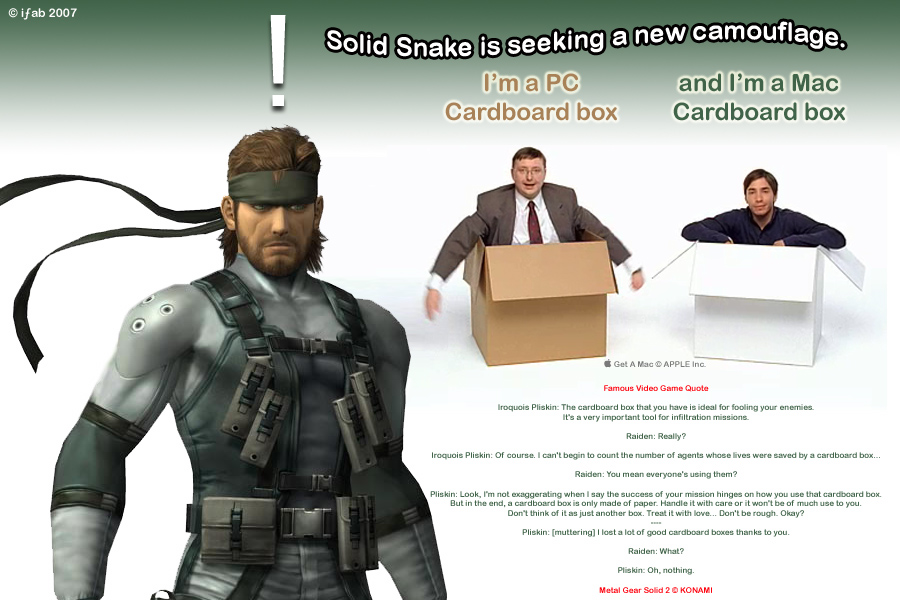 © ifab 2007
!
Solid Snake is seeking a new camouflage.
I'm a PC
Cardboard box
and I'm a Mac
Cardboard box
Get A Mac © APPLE Inc.
Famous Video Game Quote
Iroquois Pliskin: The cardboard box that you have is ideal for fooling your enemies.
It's a very important tool for infiltration missions.
Raiden: Really?
Iroquois Pliskin: Of course. I can't begin to count the number of agents whose lives were saved by a cardboard box...
Raiden: You mean everyone's using them?
Pliskin: Look, I'm not exaggerating when I say the success of your mission hinges on how you use that cardboard box.
But in the end, a cardboard box is only made of paper. Handle it with care or it won't be of much use to you.
Don't think of it as just another box. Treat it with love... Don't be rough. Okay?
----
Pliskin: [muttering] I lost a lot of good cardboard boxes thanks to you.
Raiden: What?
Pliskin: Oh, nothing.
Metal Gear Solid 2 © KONAMI